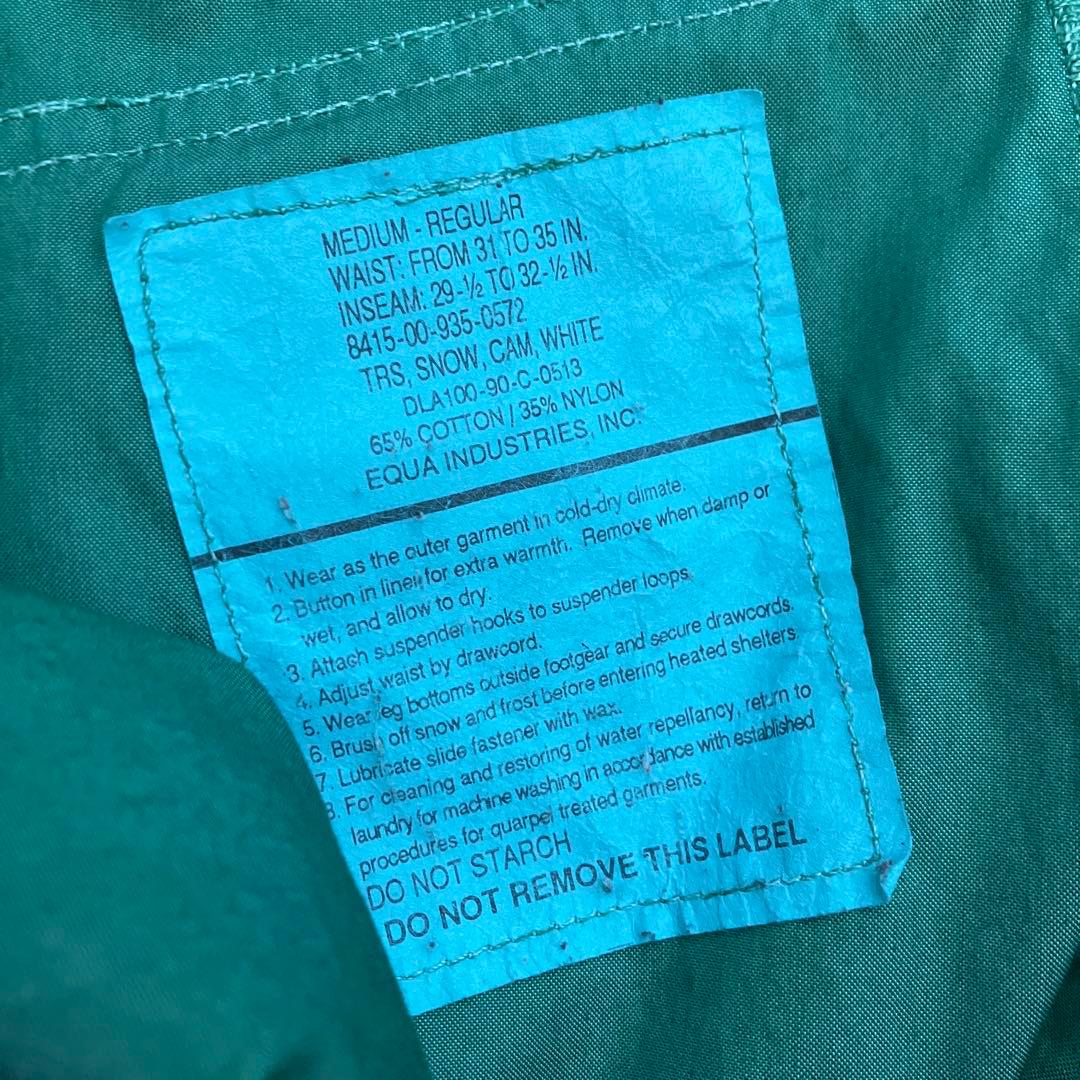 MEDIUM - REGULAR
WAIST: FROM 31 TO 35 IN.
INSEAM: 29-½ TO 32-½ IN.
8415-00-935-0572
TRS, SNOW, CAM, WHITE
DLA100-90-C-0513
65% COTTON / 35% NYLON
EQUA INDUSTRIES, INC.
1. Wear as the outer garment in cold-dry climate.
2. Button in liner for extra warmth. Remove when damp or
wet, and allow to dry.
3. Attach suspender hooks to suspender loops.
4. Adjust waist by drawcord.
5. Wear leg bottoms outside footgear and secure drawcords.
6. Brush off snow and frost before entering heated shelters.
7. Lubricate slide fastener with wax.
8. For cleaning and restoring of water repellancy, return to
laundry for machine washing in accordance with established
procedures for quarpel treated garments.
DO NOT STARCH
DO NOT REMOVE THIS LABEL